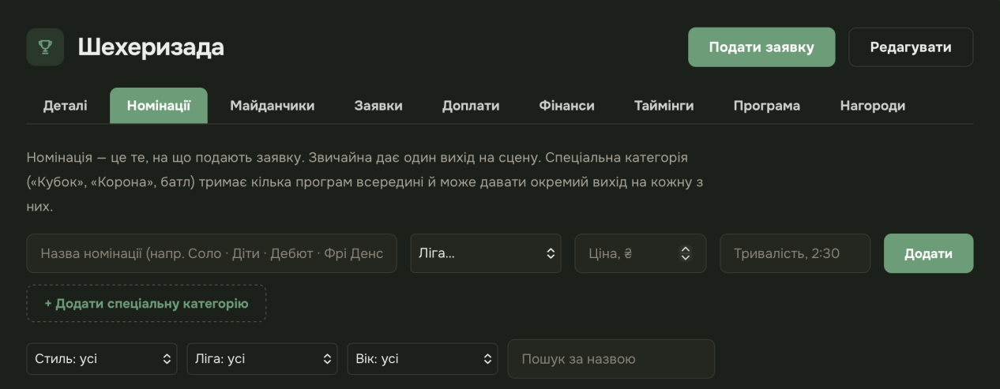 Шехеризада
Подати заявку
Редагувати
Деталі
Номінації
Майданчики
Заявки
Доплати
Фінанси
Таймінги
Програма
Нагороди
Номінація — це те, на що подають заявку. Звичайна дає один вихід на сцену. Спеціальна категорія
(«Кубок», «Корона», батл) тримає кілька програм всередині й може давати окремий вихід на кожну з
них.
Назва номінації (напр. Соло · Діти · Дебют · Фрі Денс
Ліга...
Ціна, ₴
Тривалість, 2:30
Додати
+ Додати спеціальну категорію
Стиль: усі
Ліга: усі
Вік: усі
Пошук за назвою